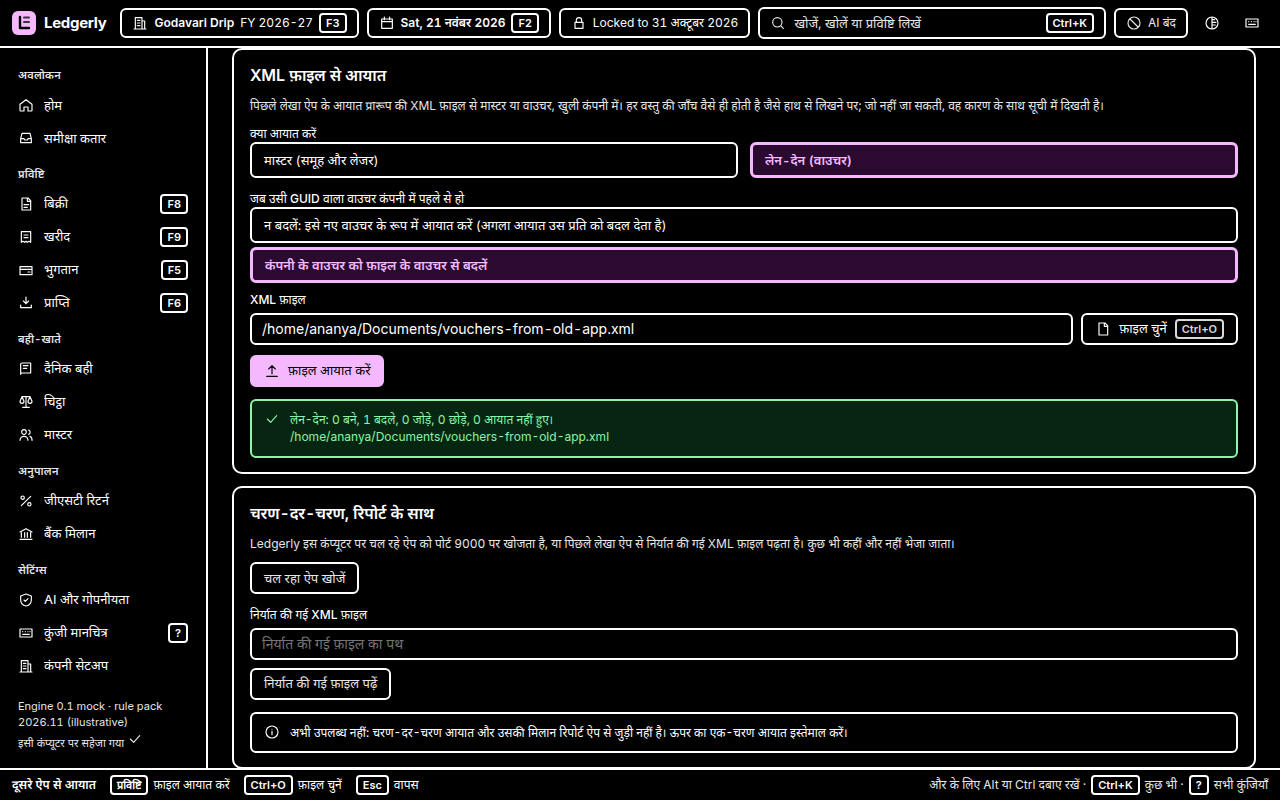 Ledgerly
Godavari Drip FY 2026-27 F3
Sat, 21 नवंबर 2026 F2
Locked to 31 अक्टूबर 2026
खोजें, खोलें या प्रविष्टि लिखें Ctrl+K
AI बंद
अवलोकन
होम
समीक्षा कतार
प्रविष्टि
बिक्री F8
खरीद F9
भुगतान F5
प्राप्ति F6
बही-खाते
दैनिक बही
चिट्ठा
मास्टर
अनुपालन
जीएसटी रिटर्न
बैंक मिलान
सेटिंग्स
AI और गोपनीयता
कुंजी मानचित्र ?
कंपनी सेटअप
Engine 0.1 mock · rule pack
2026.11 (illustrative)
इसी कंप्यूटर पर सहेजा गया
XML फ़ाइल से आयात
पिछले लेखा ऐप के आयात प्रारूप की XML फ़ाइल से मास्टर या वाउचर, खुली कंपनी में। हर वस्तु की जाँच वैसे ही होती है जैसे हाथ से लिखने पर; जो नहीं जा सकती, वह कारण के साथ सूची में दिखती है।
क्या आयात करें
मास्टर (समूह और लेजर)
लेन-देन (वाउचर)
जब उसी GUID वाला वाउचर कंपनी में पहले से हो
न बदलें: इसे नए वाउचर के रूप में आयात करें (अगला आयात उस प्रति को बदल देता है)
कंपनी के वाउचर को फ़ाइल के वाउचर से बदलें
XML फ़ाइल
/home/ananya/Documents/vouchers-from-old-app.xml
फ़ाइल चुनें Ctrl+O
फ़ाइल आयात करें
लेन-देन: 0 बने, 1 बदले, 0 जोड़े, 0 छोड़े, 0 आयात नहीं हुए।
/home/ananya/Documents/vouchers-from-old-app.xml
चरण-दर-चरण, रिपोर्ट के साथ
Ledgerly इस कंप्यूटर पर चल रहे ऐप को पोर्ट 9000 पर खोजता है, या पिछले लेखा ऐप से निर्यात की गई XML फ़ाइल पढ़ता है। कुछ भी कहीं और नहीं भेजा जाता।
चल रहा ऐप खोजें
निर्यात की गई XML फ़ाइल
निर्यात की गई फ़ाइल का पथ
निर्यात की गई फ़ाइल पढ़ें
अभी उपलब्ध नहीं: चरण-दर-चरण आयात और उसकी मिलान रिपोर्ट ऐप से जुड़ी नहीं है। ऊपर का एक-चरण आयात इस्तेमाल करें।
दूसरे ऐप से आयात प्रविष्टि फ़ाइल आयात करें Ctrl+O फ़ाइल चुनें Esc वापस
और के लिए Alt या Ctrl दबाए रखें · Ctrl+K कुछ भी · ? सभी कुंजियाँ